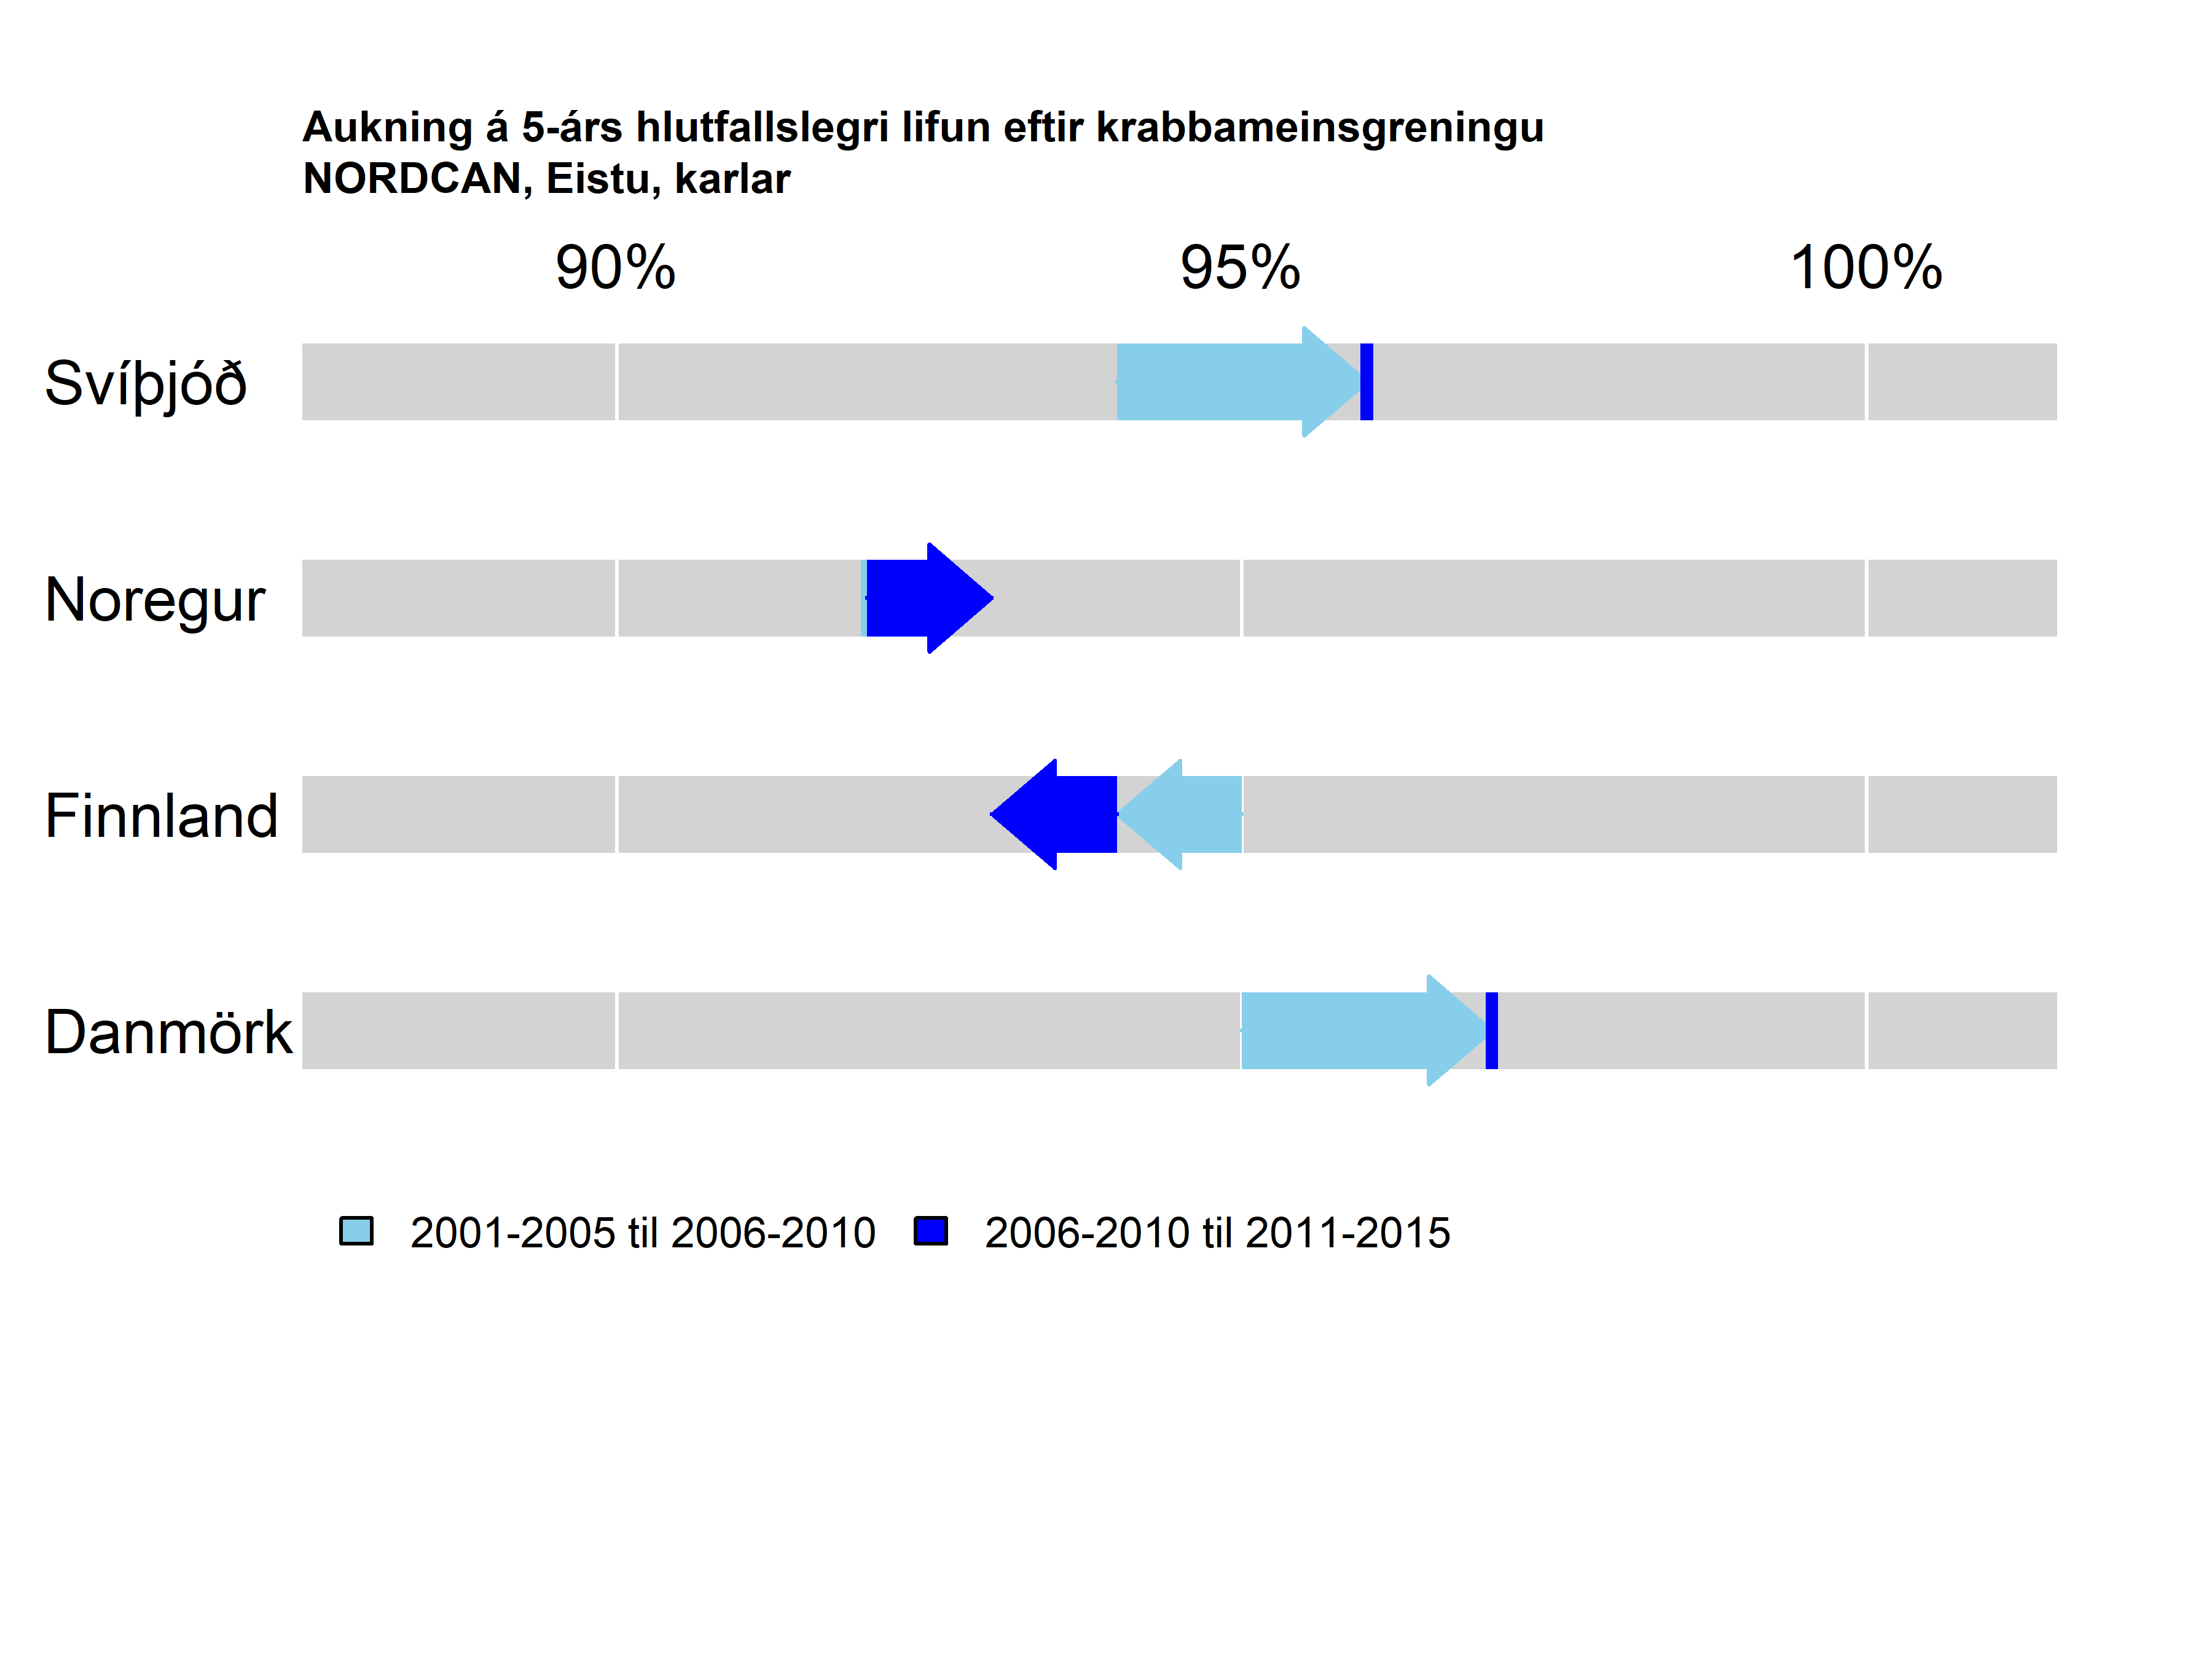 Aukning á 5-árs hlutfallslegri lifun eftir krabbameinsgreningu
NORDCAN, Eistu, karlar
90% 95% 100%
Svíþjóð
Noregur
Finnland
Danmörk
2001-2005 til 2006-2010 2006-2010 til 2011-2015